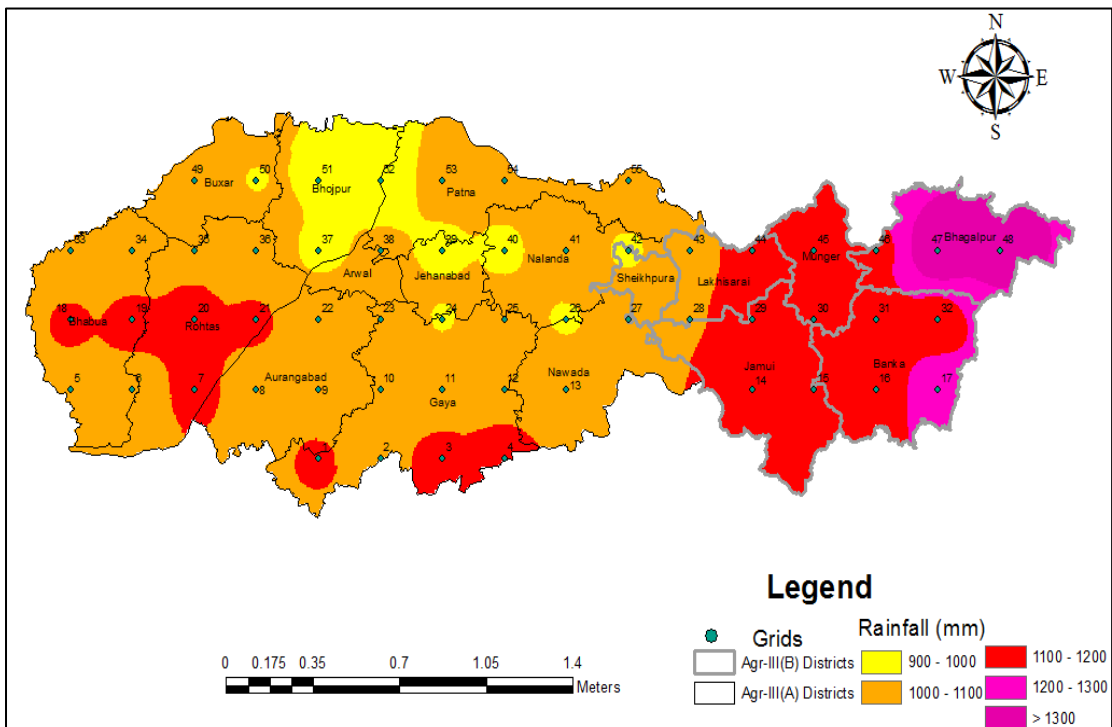 N
W E
S
49 50 51 52 53 54 55
Buxar Bhojpur Patna
33 34 35 36 37 38 39 40 41 42 43 44 45 46 47 48
Arwal Jehanabad Nalanda Sheikhpura Lakhisarai Munger Bhagalpur
18 19 20 21 22 23 24 25 26 27 28 29 30 31 32
Bhabua Rohtas
5 6 7 8 9 10 11 12 13 14 15 16 17
Aurangabad Gaya Nawada Jamui Banka
1 2 3 4
Legend
Grids
Agr-III(B) Districts
Agr-III(A) Districts
Rainfall (mm)
900 - 1000
1000 - 1100
1100 - 1200
1200 - 1300
> 1300
0 0.175 0.35 0.7 1.05 1.4
Meters